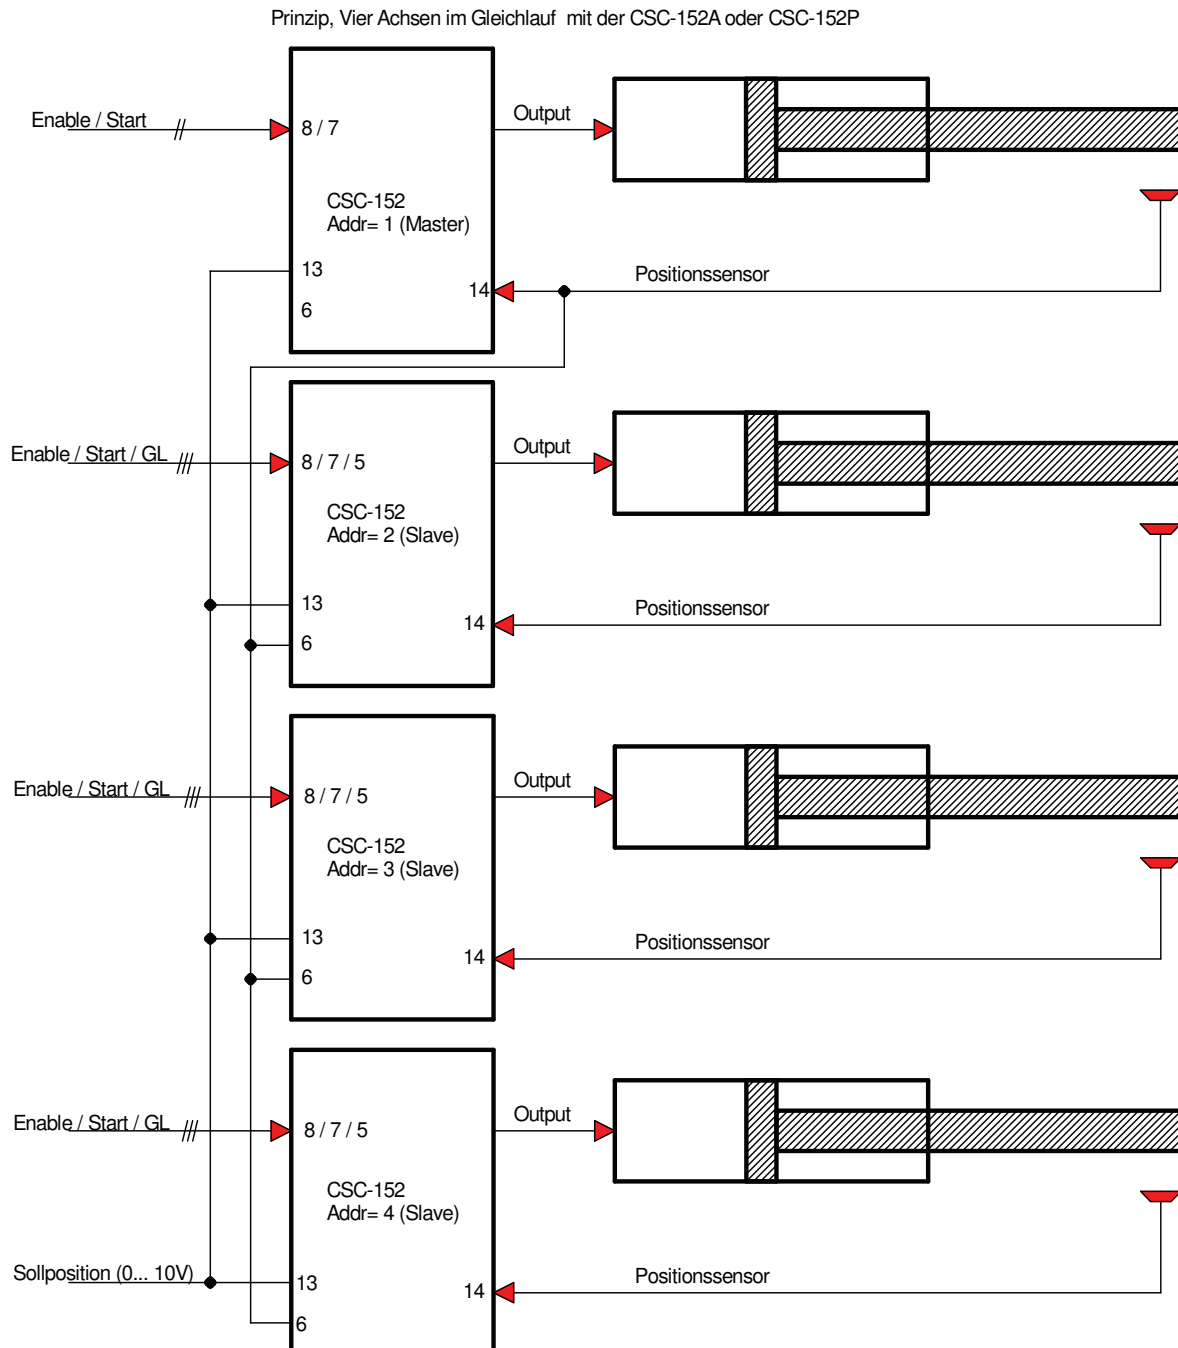 Prinzip, Vier Achsen im Gleichlauf mit der CSC-152A oder CSC-152P
Enable / Start
8 / 7
Output
CSC-152
Addr= 1 (Master)
13
6
14
Positionssensor
Enable / Start / GL
8 / 7 / 5
Output
CSC-152
Addr= 2 (Slave)
13
6
14
Positionssensor
Enable / Start / GL
8 / 7 / 5
Output
CSC-152
Addr= 3 (Slave)
13
6
14
Positionssensor
Enable / Start / GL
8 / 7 / 5
Output
CSC-152
Addr= 4 (Slave)
Sollposition (0... 10V)
13
6
14
Positionssensor